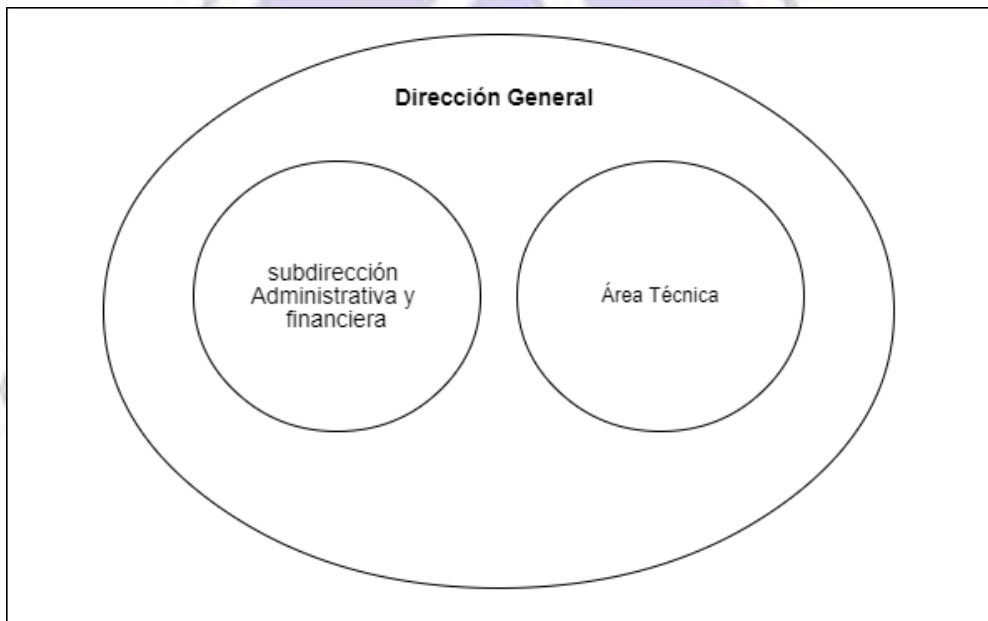 Dirección General
subdirección
Administrativa y
financiera
Área Técnica